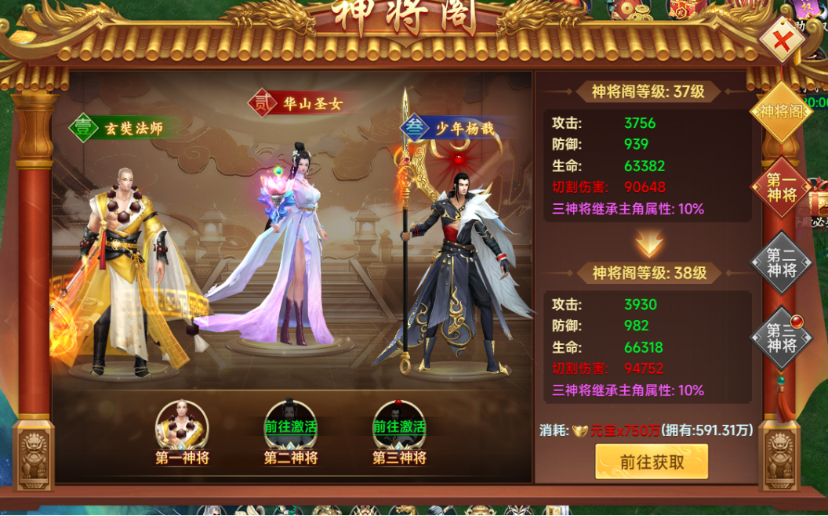 神将阁
壹 玄奘法师
贰 华山圣女
叁 少年杨戬
神将阁等级: 37级
攻击: 3756
防御: 939
生命: 63382
切割伤害: 90648
三神将继承主角属性: 10%
神将阁等级: 38级
攻击: 3930
防御: 982
生命: 66318
切割伤害: 94752
三神将继承主角属性: 10%
消耗: 元宝x750万(拥有:591.31万)
前往获取
前往激活
前往激活
第一神将
第二神将
第三神将
神将阁
第一
神将
第二
神将
第三
神将